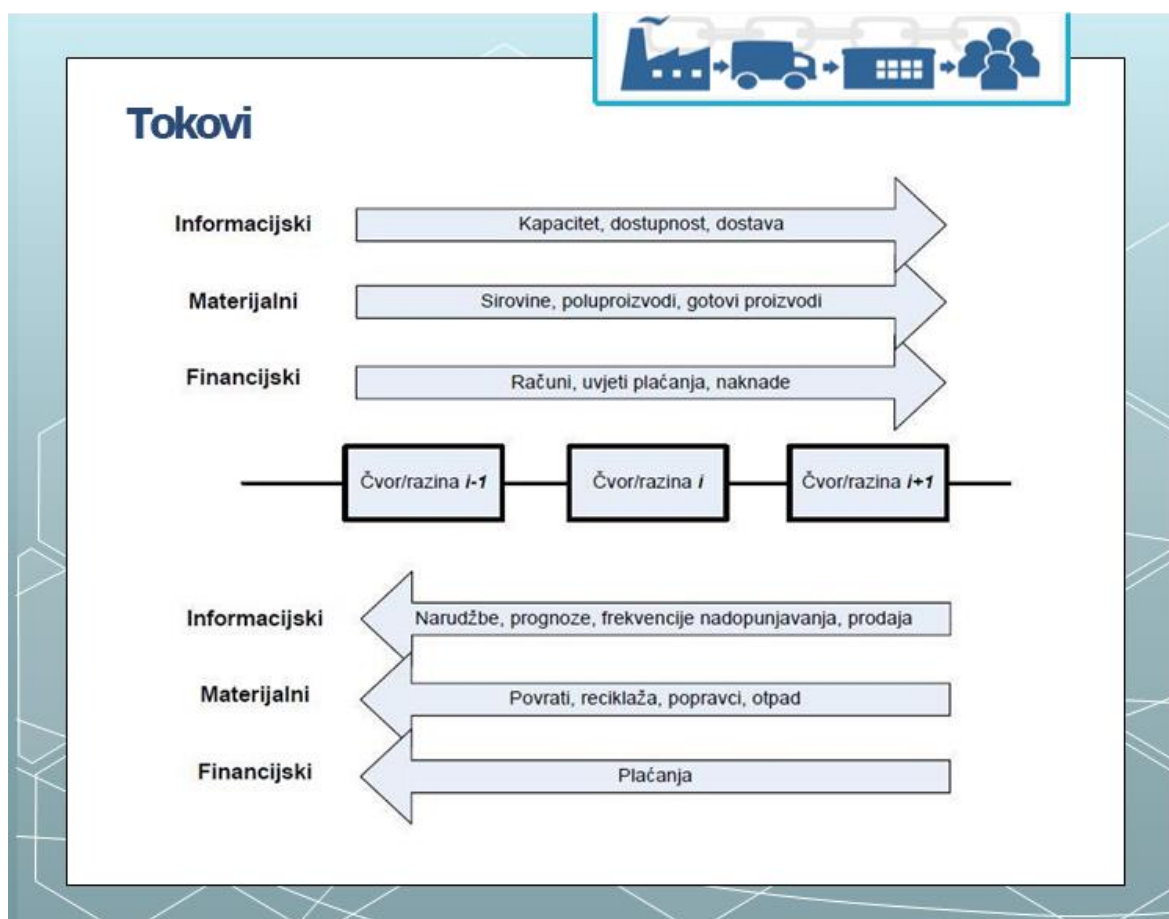 Tokovi
Informacijski
Kapacitet, dostupnost, dostava
Materijalni
Sirovine, poluproizvodi, gotovi proizvodi
Financijski
Računi, uvjeti plaćanja, naknade
Čvor/razina i-1
Čvor/razina i
Čvor/razina i+1
Informacijski
Narudžbe, prognoze, frekvencije nadopunjavanja, prodaja
Materijalni
Povrati, reciklaža, popravci, otpad
Financijski
Plaćanja